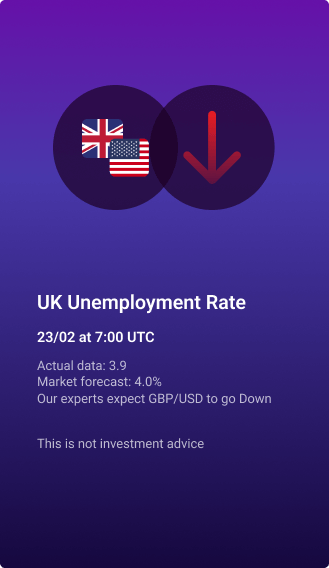 UK Unemployment Rate
23/02 at 7:00 UTC
Actual data: 3.9
Market forecast: 4.0%
Our experts expect GBP/USD to go Down
This is not investment advice